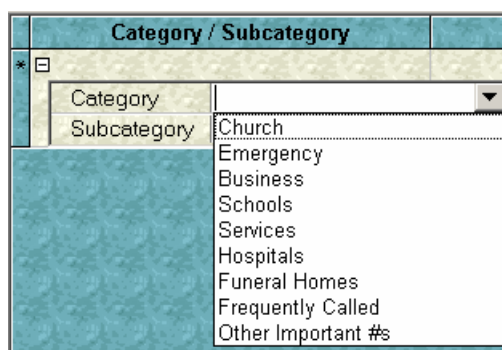 Category / Subcategory
*
Category
Subcategory
Church
Emergency
Business
Schools
Services
Hospitals
Funeral Homes
Frequently Called
Other Important #s